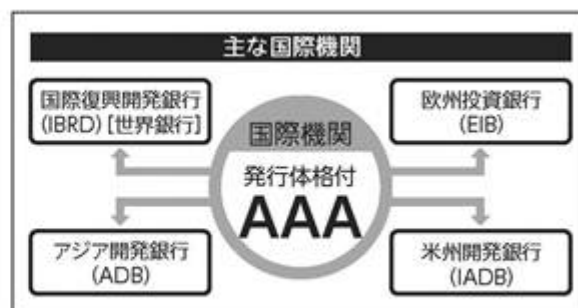 主な国際機関
国際復興開発銀行
(IBRD)[世界銀行]
欧州投資銀行
(EIB)
国際機関
発行体格付
AAA
アジア開発銀行
(ADB)
米州開発銀行
(IADB)